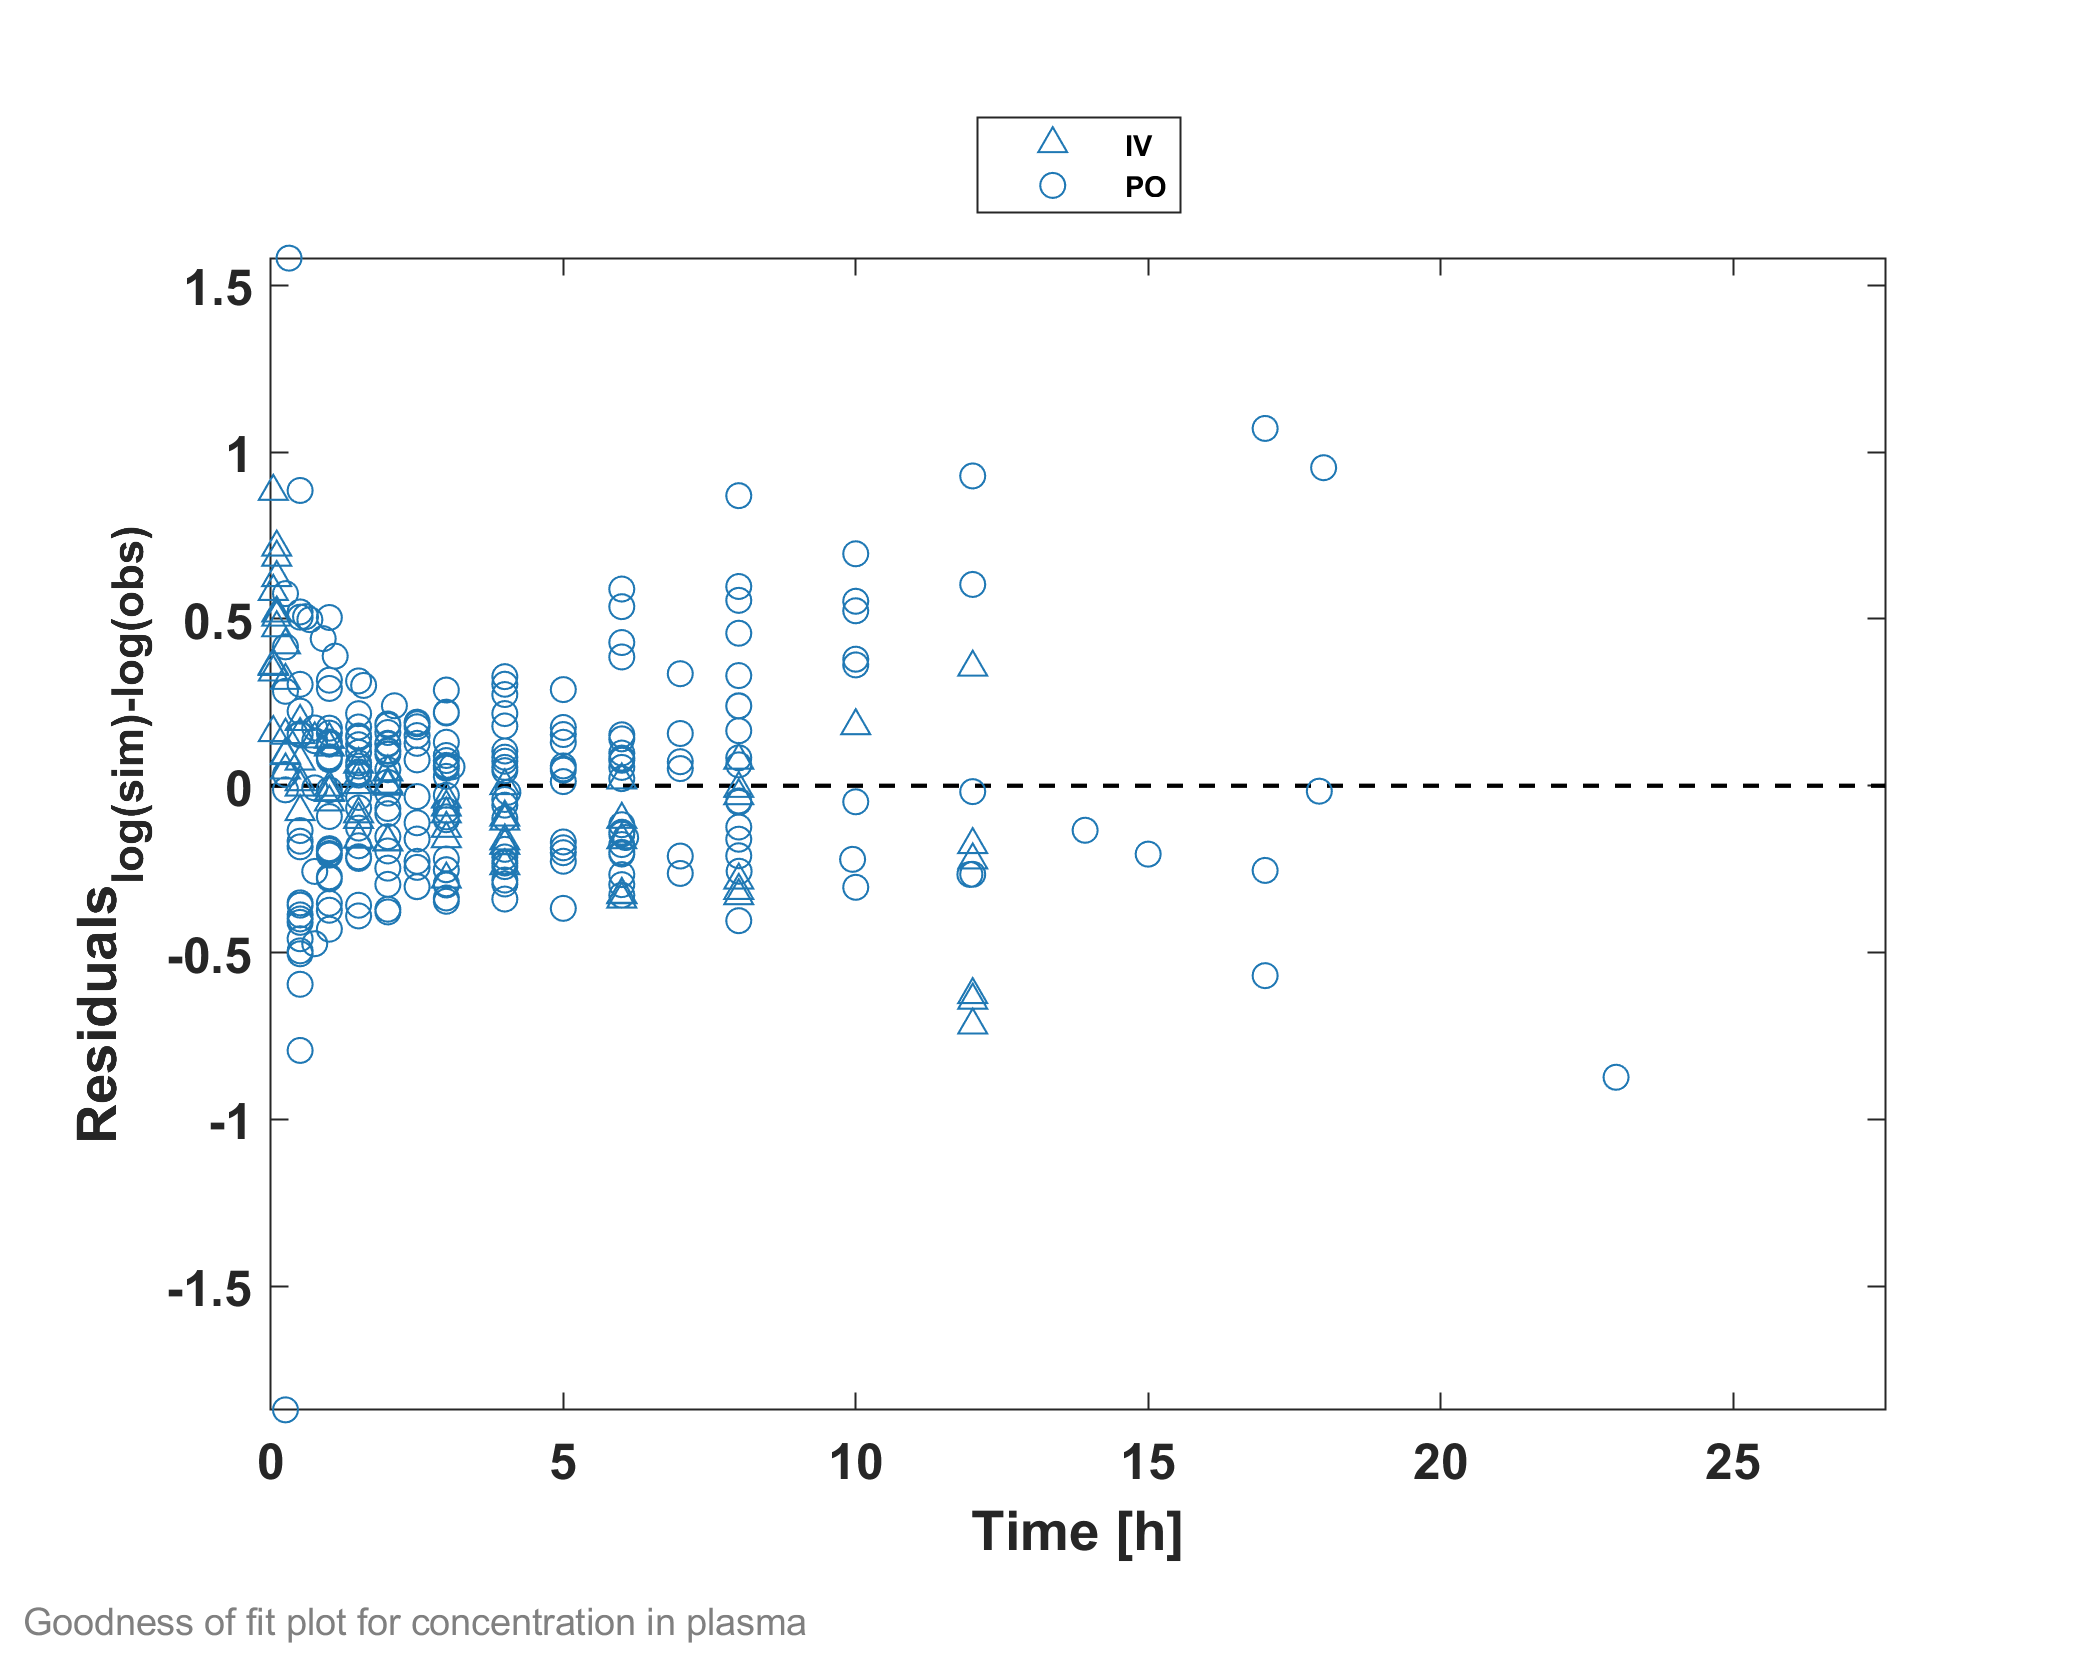 IV
PO
1.5
1
0.5
0
-0.5
-1
-1.5
Residuals log(sim)-log(obs)
0 5 10 15 20 25
Time [h]
Goodness of fit plot for concentration in plasma